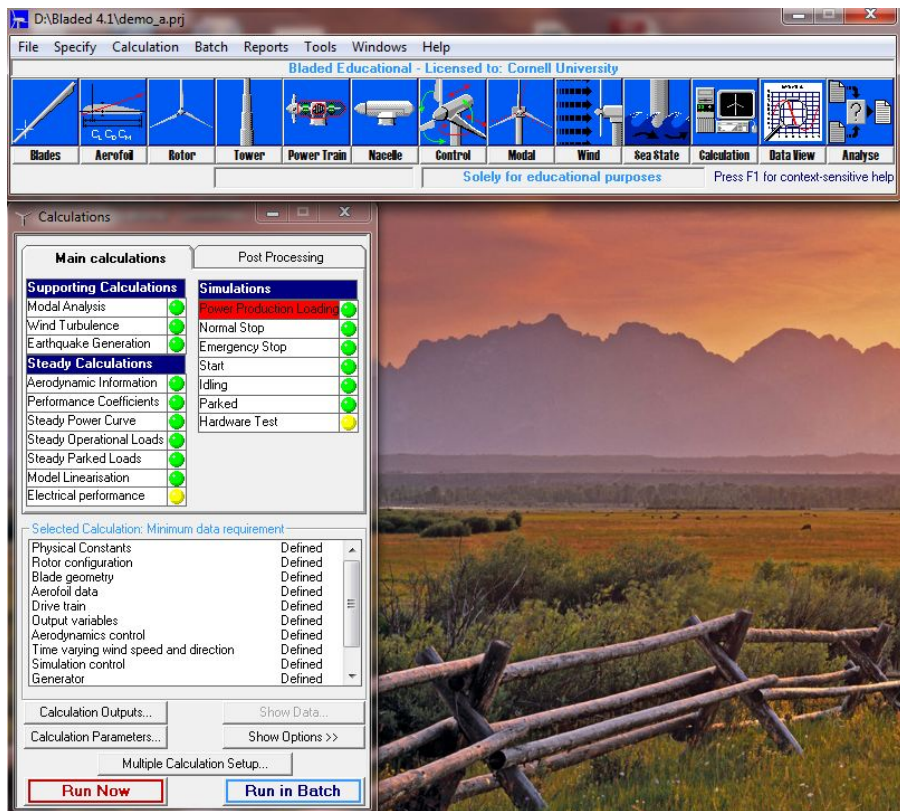 D:\Bladed 4.1\demo_a.prj
File Specify Calculation Batch Reports Tools Windows Help
Bladed Educational - Licensed to: Cornell University
CL CD CM
Blades Aerofoil Rotor Tower Power Train Nacelle Control Modal Wind Sea State Calculation Data View Analyse
Solely for educational purposes Press F1 for context-sensitive help
Calculations
Main calculations Post Processing
Supporting Calculations Simulations
Modal Analysis Power Production Loading
Wind Turbulence Normal Stop
Earthquake Generation Emergency Stop
Steady Calculations Start
Aerodynamic Information Idling
Performance Coefficients Parked
Steady Power Curve Hardware Test
Steady Operational Loads
Steady Parked Loads
Model Linearisation
Electrical performance
Selected Calculation: Minimum data requirement
Physical Constants Defined
Rotor configuration Defined
Blade geometry Defined
Aerofoil data Defined
Drive train Defined
Output variables Defined
Aerodynamics control Defined
Time varying wind speed and direction Defined
Simulation control Defined
Generator Defined
Calculation Outputs... Show Data...
Calculation Parameters... Show Options >>
Multiple Calculation Setup...
Run Now Run in Batch